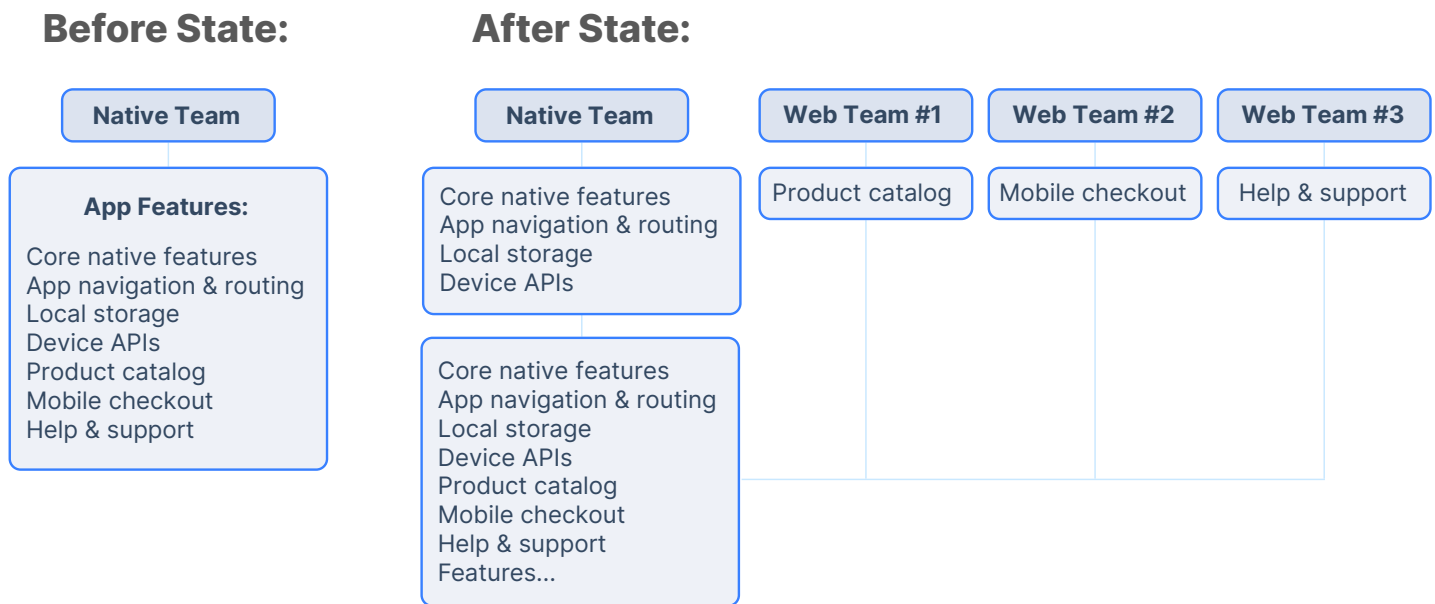 Before State:
Native Team
App Features:
Core native features
App navigation & routing
Local storage
Device APIs
Product catalog
Mobile checkout
Help & support
After State:
Native Team
Core native features
App navigation & routing
Local storage
Device APIs
Core native features
App navigation & routing
Local storage
Device APIs
Product catalog
Mobile checkout
Help & support
Features...
Web Team #1
Product catalog
Web Team #2
Mobile checkout
Web Team #3
Help & support